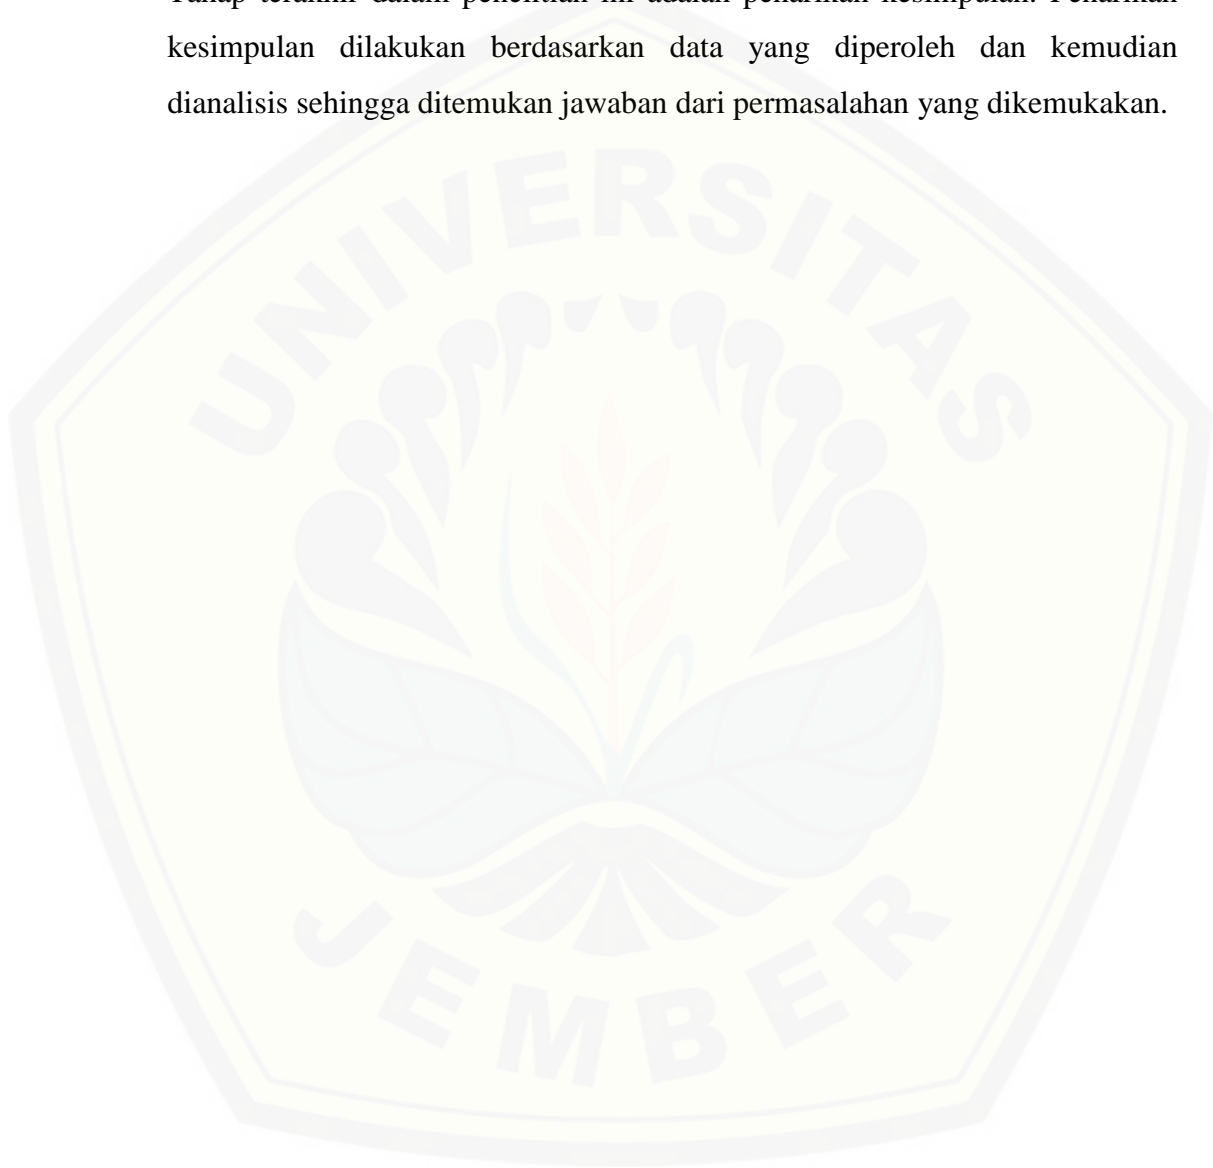 Tahap terakhir dalam penelitian ini adalah penarikan kesimpulan. Penarikan
kesimpulan dilakukan berdasarkan data yang diperoleh dan kemudian
dianalisis sehingga ditemukan jawaban dari permasalahan yang dikemukakan.
UNIVERSITAS
JEMBER